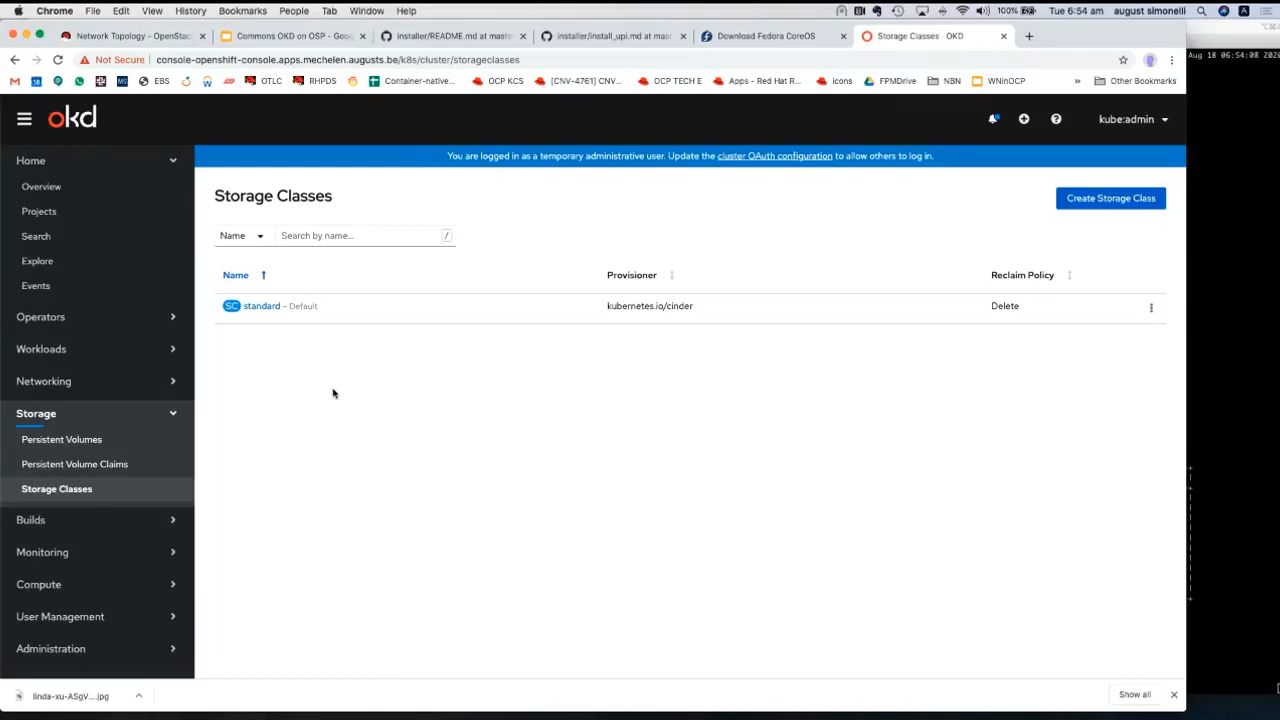 Chrome File Edit View History Bookmarks People Tab Window Help 100% Tue 6:54 am august simonelli
Network Topology - OpenStack Commons OKD on OSP - Goog installer/README.md at maste installer/install_upi.md at mast Download Fedora CoreOS Storage Classes · OKD
Aug 18 06:54:08 2020
Not Secure console-openshift-console.apps.mechelen.augusts.be/k8s/cluster/storageclasses
EBS OTLC RHPDS Container-native... OCP KCS [CNV-4761] CNV... OCP TECH E Apps - Red Hat R... icons FPMDrive NBN WNinOCP » Other Bookmarks
okd
kube:admin
Home
You are logged in as a temporary administrative user. Update the cluster OAuth configuration to allow others to log in.
Overview
Projects
Search
Explore
Events
Operators
Workloads
Networking
Storage
Persistent Volumes
Persistent Volume Claims
Storage Classes
Builds
Monitoring
Compute
User Management
Administration
Storage Classes
Create Storage Class
Name
Search by name...
/
Name Provisioner Reclaim Policy
SC standard – Default kubernetes.io/cinder Delete
linda-xu-ASgV....jpg
Show all